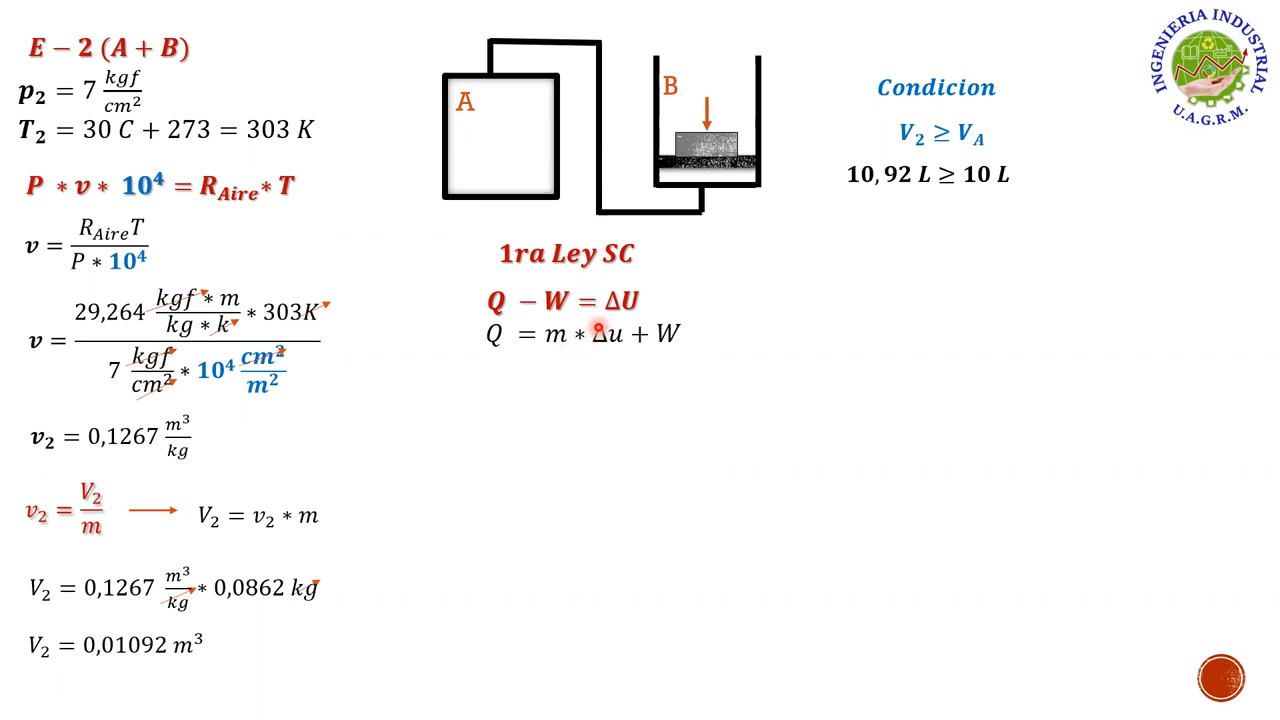 E − 2 (A + B)
p₂ = 7 kgf/cm²
T₂ = 30 C + 273 = 303 K
P ∗ v ∗ 10⁴ = R_Aire ∗ T
v = R_Aire T / P ∗ 10⁴
v = 29,264 kgf ∗ m / kg ∗ k ∗ 303K / 7 kgf/cm² ∗ 10⁴ cm²/m²
v₂ = 0,1267 m³/kg
v₂ = V₂/m → V₂ = v₂ ∗ m
V₂ = 0,1267 m³/kg ∗ 0,0862 kg
V₂ = 0,01092 m³
A
B
1ra Ley SC
Q − W = ΔU
Q = m ∗ Δu + W
Condicion
V₂ ≥ V_A
10,92 L ≥ 10 L
INGENIERIA INDUSTRIAL
U.A.G.R.M.